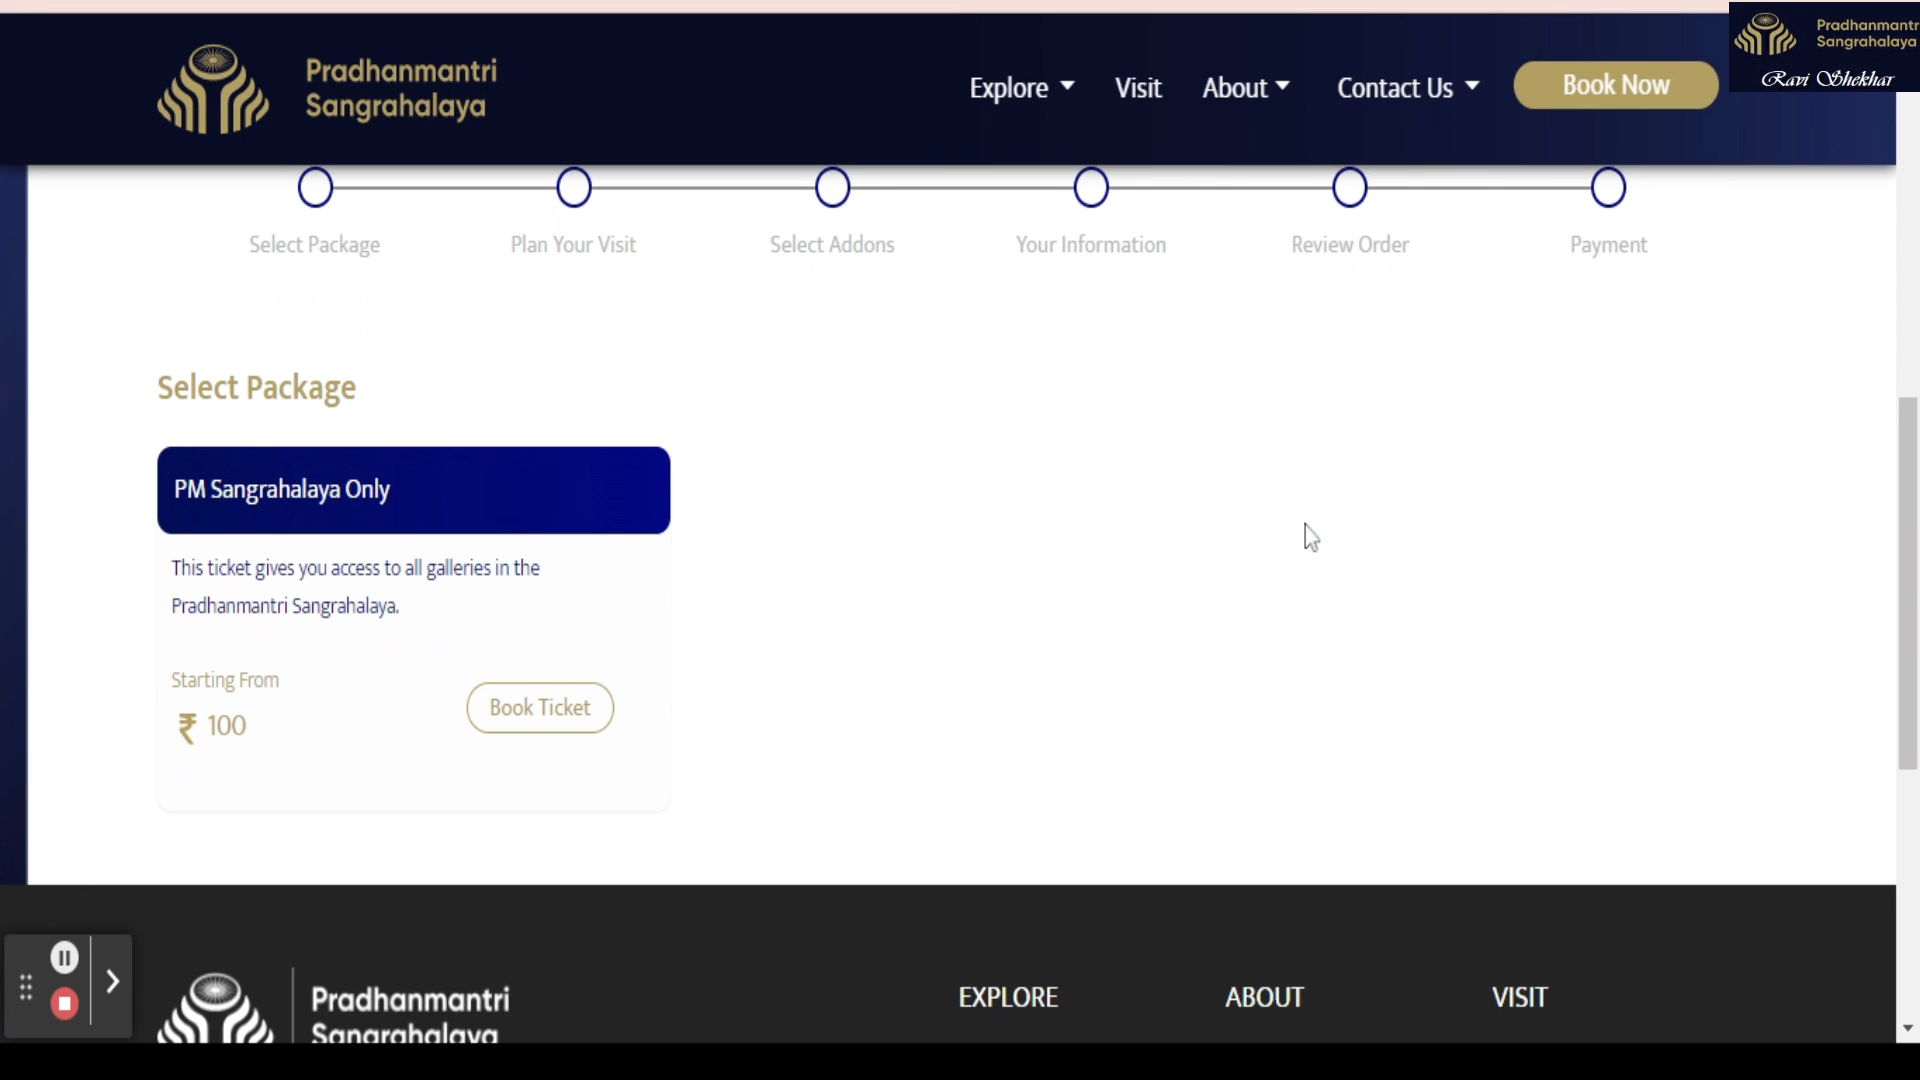 Pradhanmantri
Sangrahalaya
Explore
Visit
About
Contact Us
Book Now
Pradhanmantr
Sangrahalaya
Ravi Shekhar
Select Package
Plan Your Visit
Select Addons
Your Information
Review Order
Payment
Select Package
PM Sangrahalaya Only
This ticket gives you access to all galleries in the
Pradhanmantri Sangrahalaya.
Starting From
₹ 100
Book Ticket
Pradhanmantri
Sangrahalaya
EXPLORE
ABOUT
VISIT